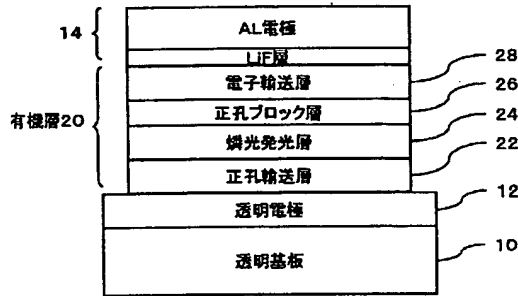 14
AL電極
LiF層
有機層20
電子輸送層
28
正孔ブロック層
26
燐光発光層
24
正孔輸送層
22
透明電極
12
透明基板
10